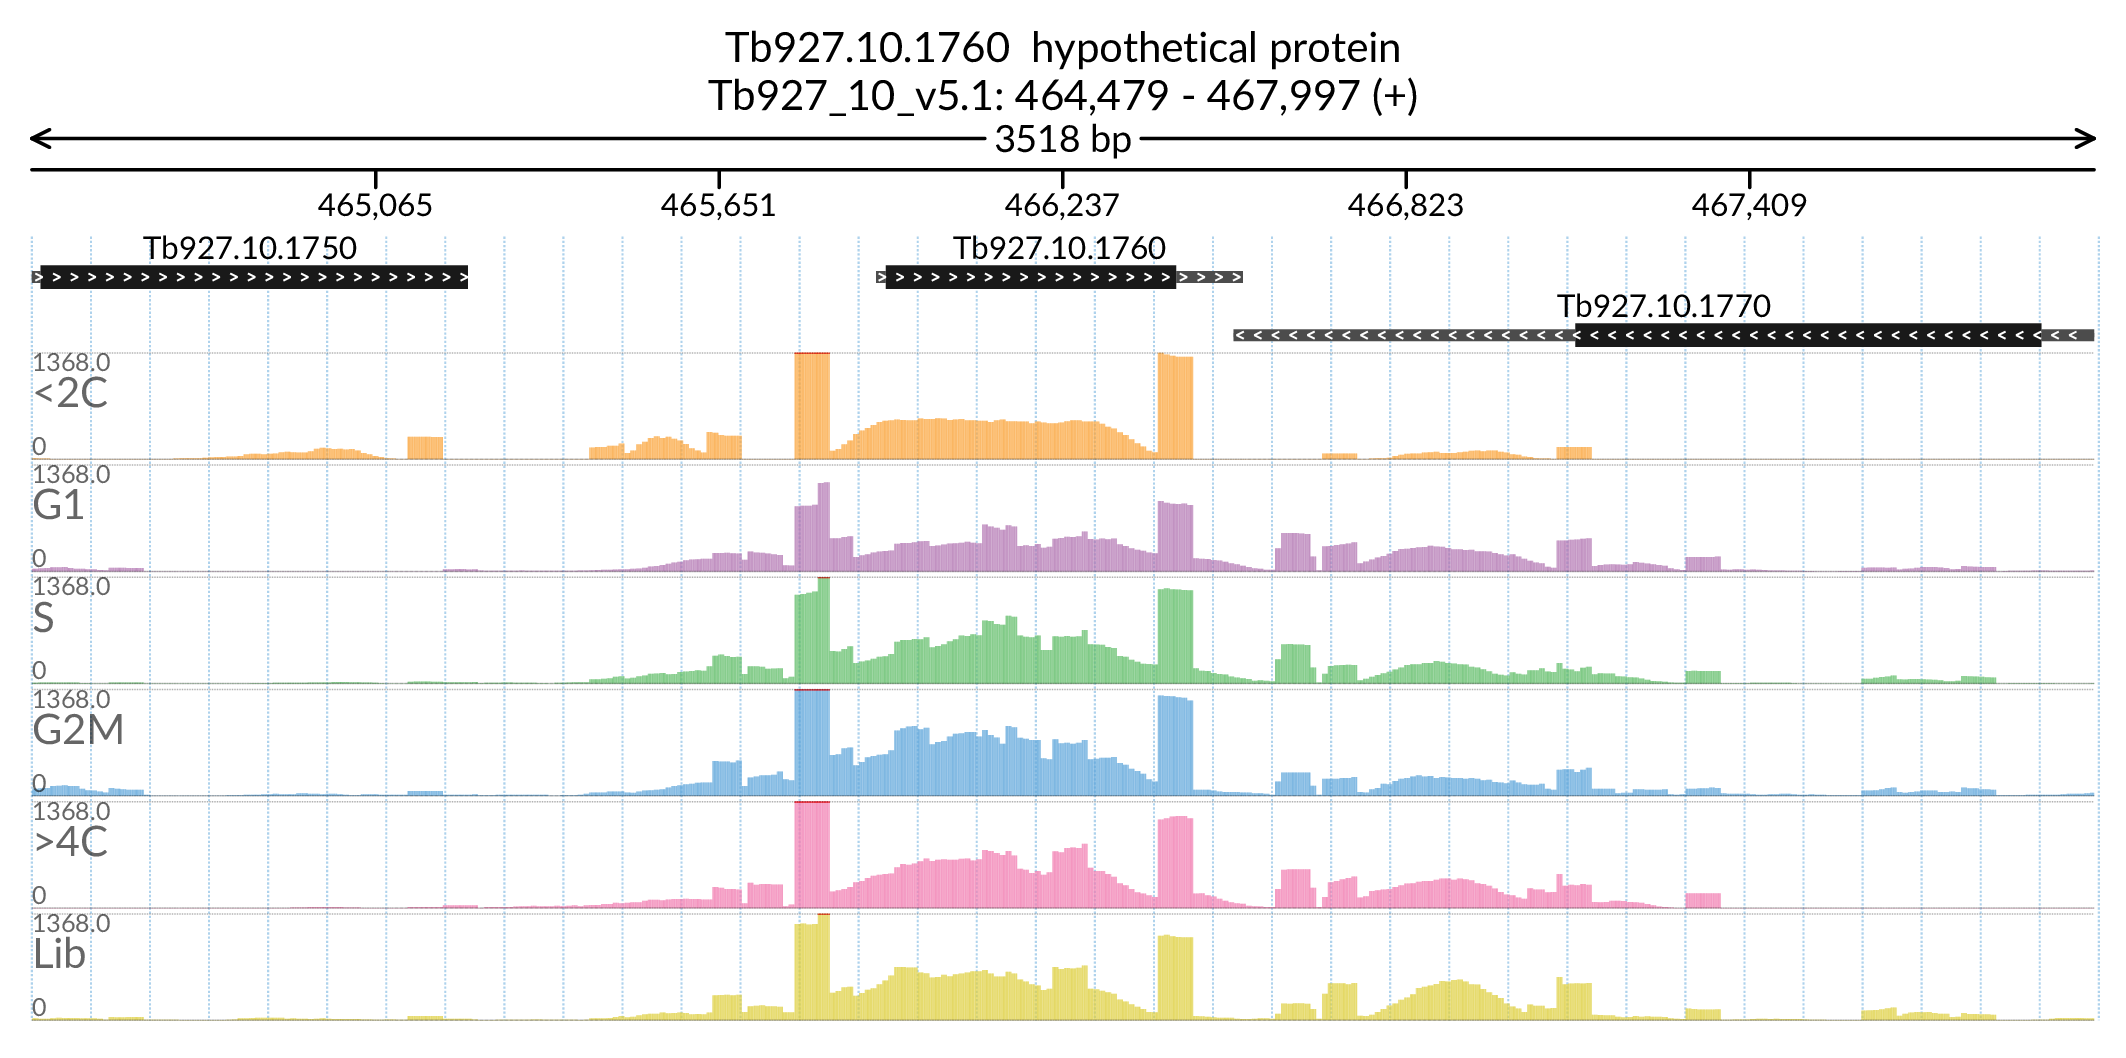 Tb927.10.1760  hypothetical protein
Tb927_10_v5.1: 464,479 - 467,997 (+)
3518 bp
465,065 465,651 466,237 466,823 467,409
Tb927.10.1750 Tb927.10.1760
Tb927.10.1770
1368.0
<2C
0
1368.0
G1
0
1368.0
S
0
1368.0
G2M
0
1368.0
>4C
0
1368.0
Lib
0